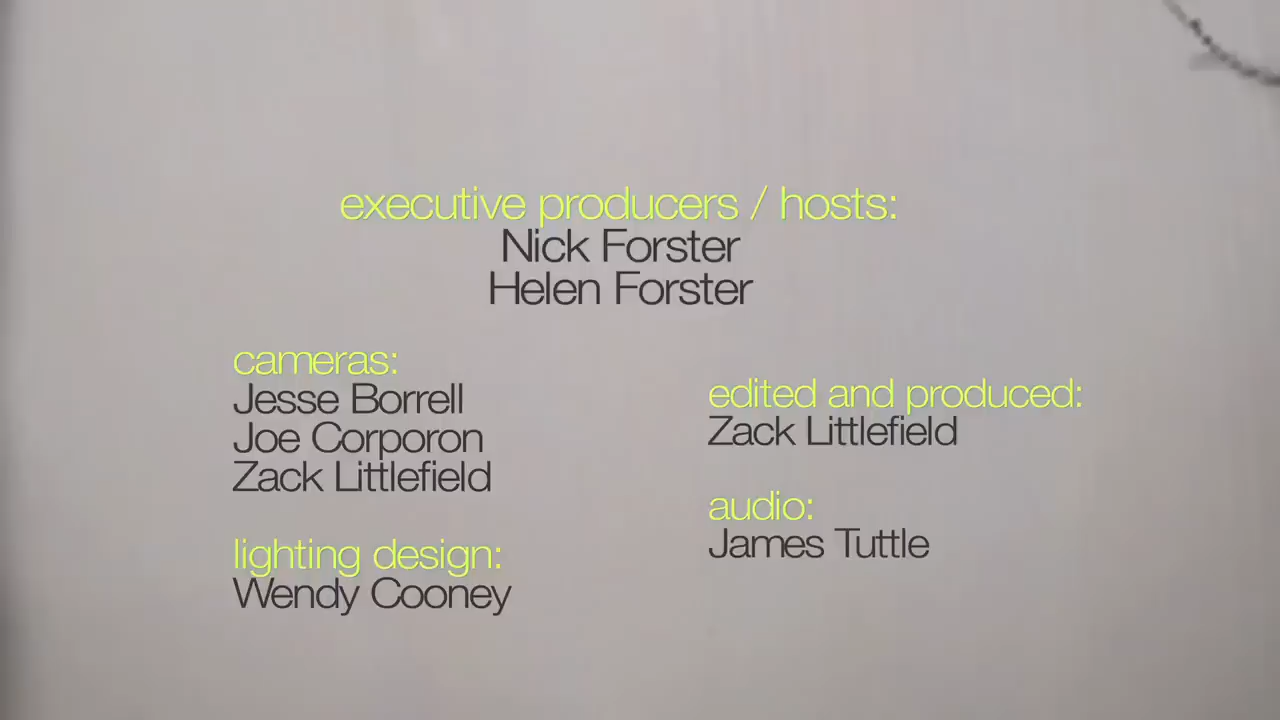 executive producers / hosts:
Nick Forster
Helen Forster
cameras:
Jesse Borrell
Joe Corporon
Zack Littlefield
lighting design:
Wendy Cooney
edited and produced:
Zack Littlefield
audio:
James Tuttle